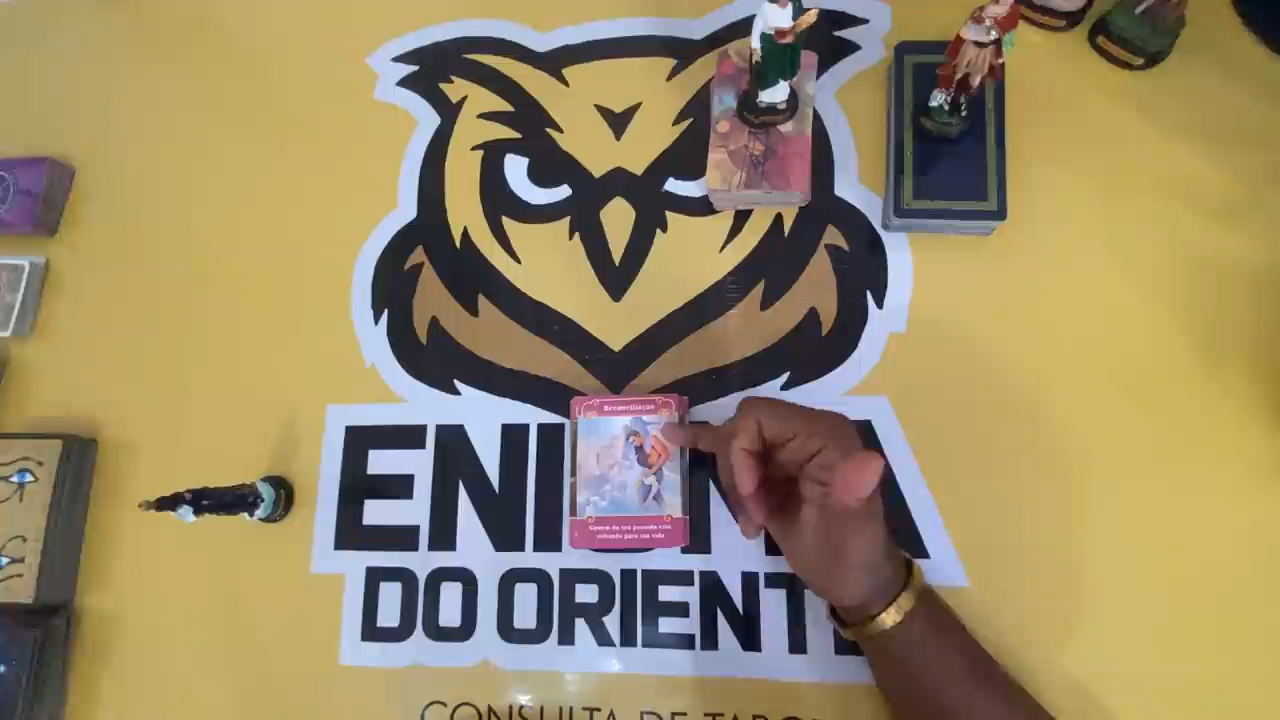 Reconciliação
Alguém do seu passado está
voltando para sua vida
ENI
DO ORIENT
CONSULTA DE TARO